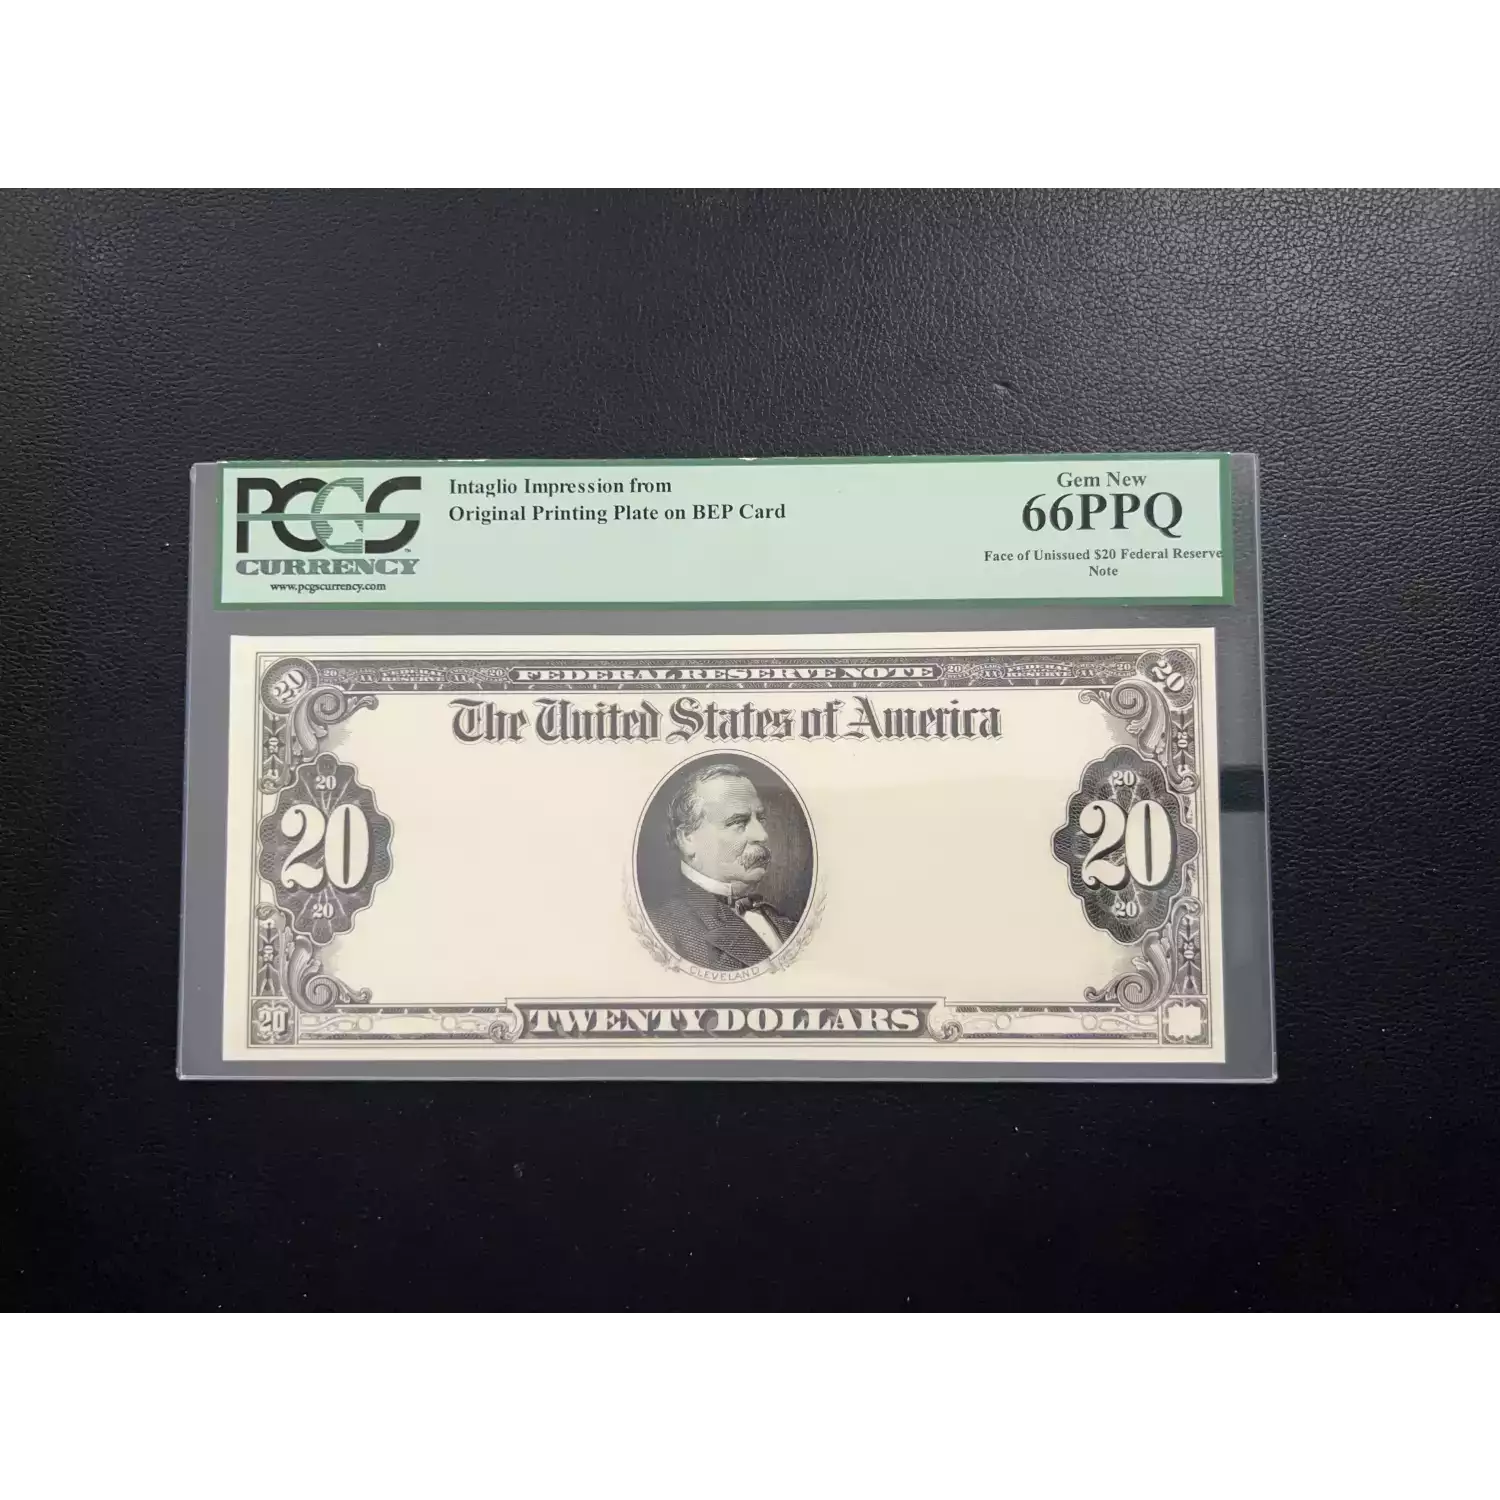 PCGS
CURRENCY
www.pcgscurrency.com
Intaglio Impression from
Original Printing Plate on BEP Card
Gem New
66PPQ
Face of Unissued $20 Federal Reserve
Note
20 FEDERAL RESERVE NOTE 20
The United States of America
20 20
20 20
20 20
CLEVELAND
20 TWENTY DOLLARS